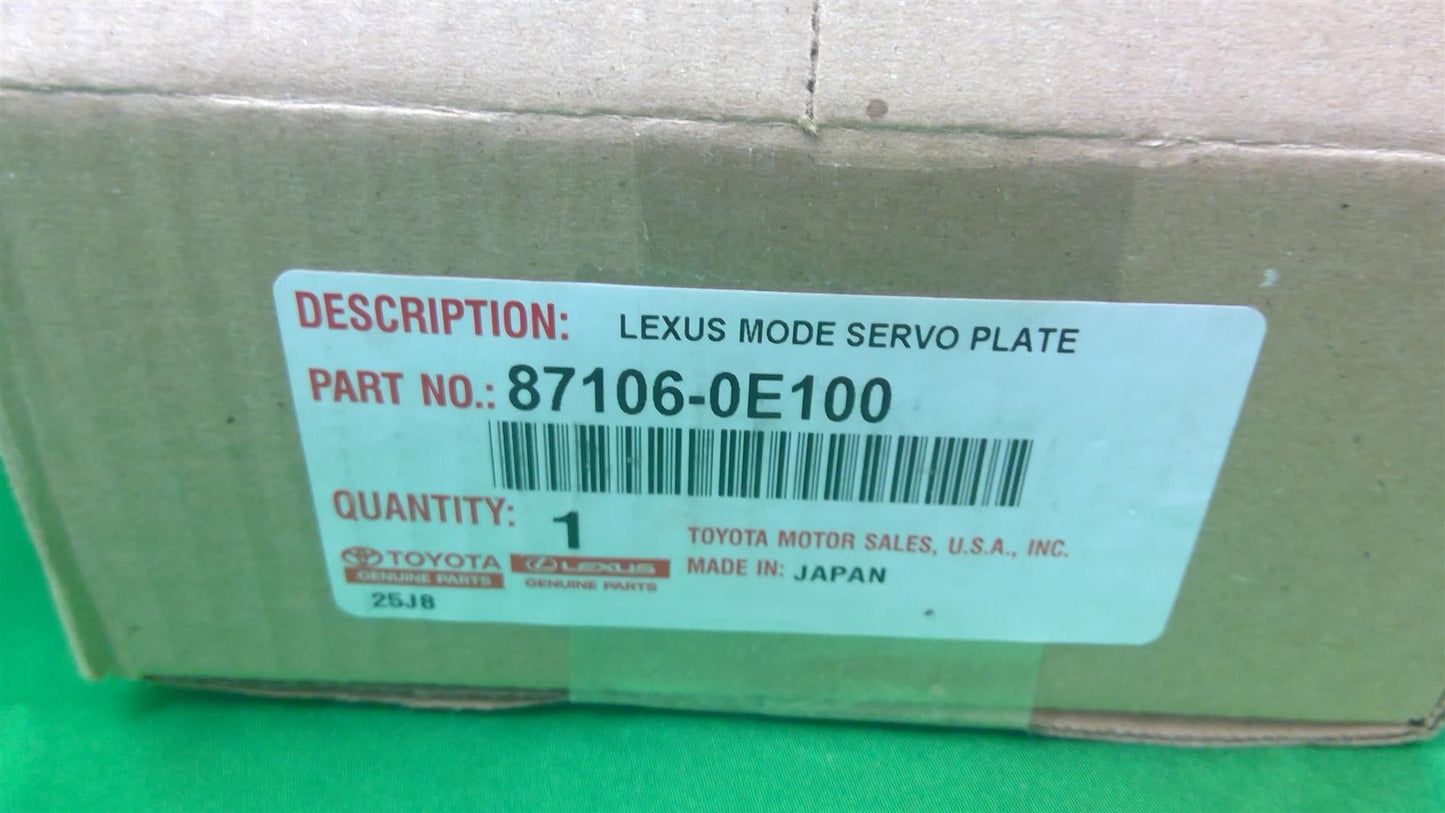 DESCRIPTION: LEXUS MODE SERVO PLATE
PART NO.: 87106-0E100
QUANTITY: 1
TOYOTA MOTOR SALES, U.S.A., INC.
TOYOTA LEXUS
MADE IN: JAPAN
GENUINE PARTS GENUINE PARTS
25J8